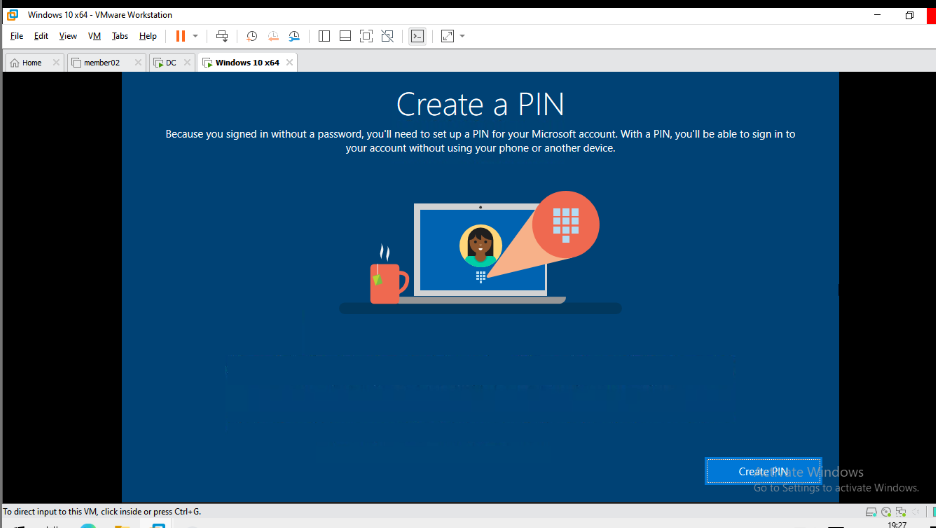 Windows 10 x64 - VMware Workstation
File Edit View VM Tabs Help
Home member02 DC Windows 10 x64
Create a PIN
Because you signed in without a password, you'll need to set up a PIN for your Microsoft account. With a PIN, you'll be able to sign in to
your account without using your phone or another device.
Create PIN
Activate Windows
Go to Settings to activate Windows.
To direct input to this VM, click inside or press Ctrl+G.
19:27